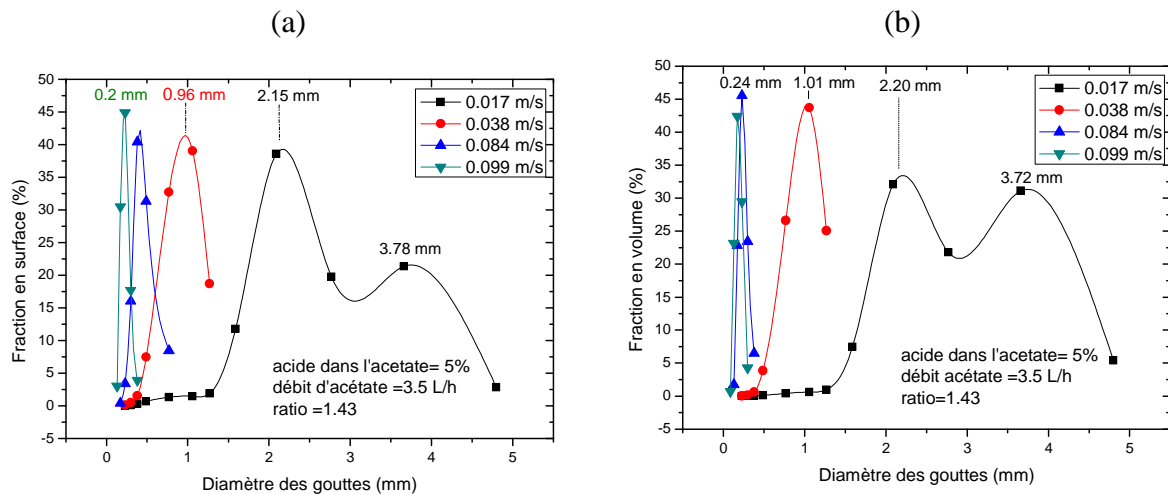 (a)
(b)
0.2 mm
0.96 mm
2.15 mm
3.78 mm
0.017 m/s
0.038 m/s
0.084 m/s
0.099 m/s
50
45
40
35
30
25
20
15
10
5
0
-5
Fraction en surface (%)
acide dans l'acetate= 5%
débit d'acétate =3.5 L/h
ratio =1.43
0
1
2
3
4
5
Diamètre des gouttes (mm)
0.24 mm
1.01 mm
2.20 mm
3.72 mm
0.017 m/s
0.038 m/s
0.084 m/s
0.099 m/s
50
45
40
35
30
25
20
15
10
5
0
-5
Fraction en volume (%)
acide dans l'acetate= 5%
débit acétate =3.5 L/h
ratio=1.43
0
1
2
3
4
5
Diamètre des gouttes (mm)